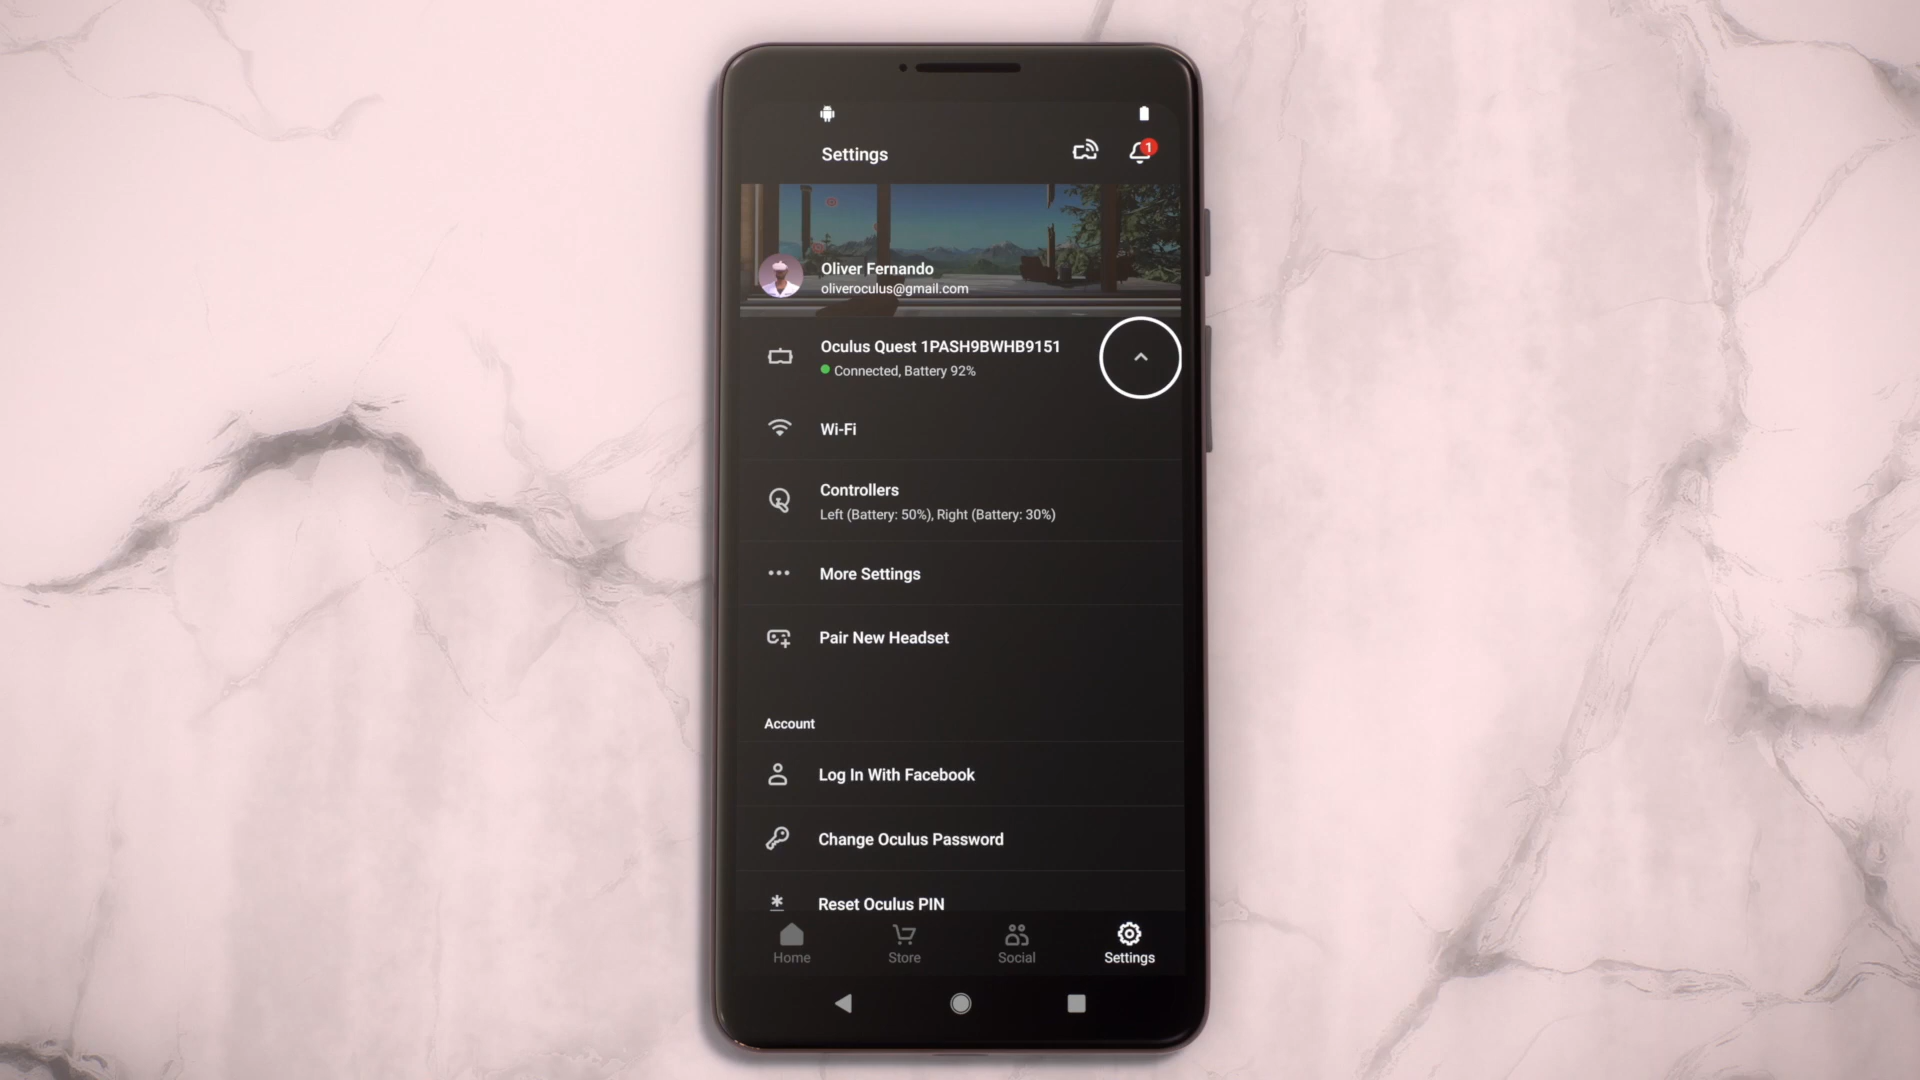 Settings
1
Oliver Fernando
oliveroculus@gmail.com
Oculus Quest 1PASH9BWHB9151
Connected, Battery 92%
Wi-Fi
Controllers
Left (Battery: 50%), Right (Battery: 30%)
More Settings
Pair New Headset
Account
Log In With Facebook
Change Oculus Password
Reset Oculus PIN
Home Store Social Settings